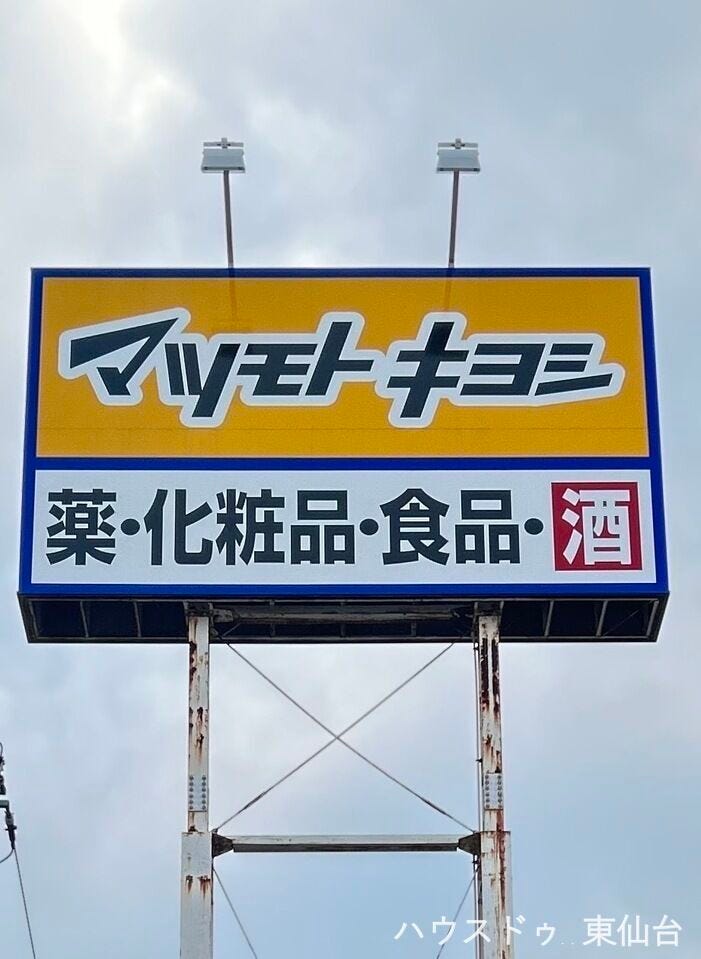 マツモトキヨシ
薬・化粧品・食品・酒
ハウスドゥ..東仙台